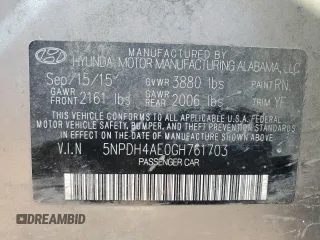 MANUFACTURED BY
HYUNDAI MOTOR MANUFACTURING ALABAMA, LLC
Sep/15/15 GVWR 3880 lbs PAINT RN
GAWR FRONT 2161 lbs GAWR REAR 2006 lbs TRIM YF
THIS VEHICLE CONFORMS TO ALL APPLICABLE U.S. FEDERAL
MOTOR VEHICLE SAFETY, BUMPER, AND THEFT PREVENTION
STANDARDS IN EFFECT ON THE DATE OF MANUFACTURE SHOWN ABOVE.
V.I.N 5NPDH4AE0GH761703
PASSENGER CAR
DREAMBID